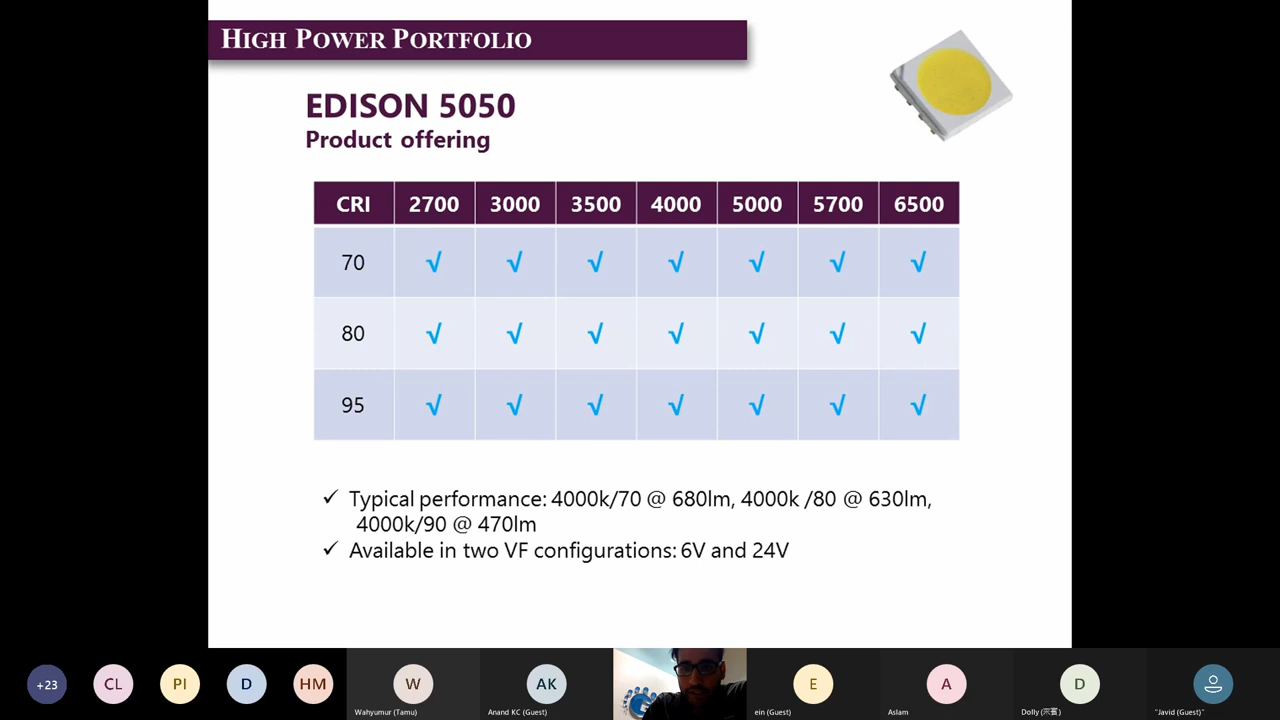 HIGH POWER PORTFOLIO
EDISON 5050
Product offering
CRI 2700 3000 3500 4000 5000 5700 6500
70 √ √ √ √ √ √ √
80 √ √ √ √ √ √ √
95 √ √ √ √ √ √ √
✓ Typical performance: 4000k/70 @ 680lm, 4000k /80 @ 630lm,
4000k/90 @ 470lm
✓ Available in two VF configurations: 6V and 24V
+23 CL PI D HM W AK E A D
Wahyumur (Tamu) Anand KC (Guest) ein (Guest) Aslam Dolly (宗賓) "Javid (Guest)"